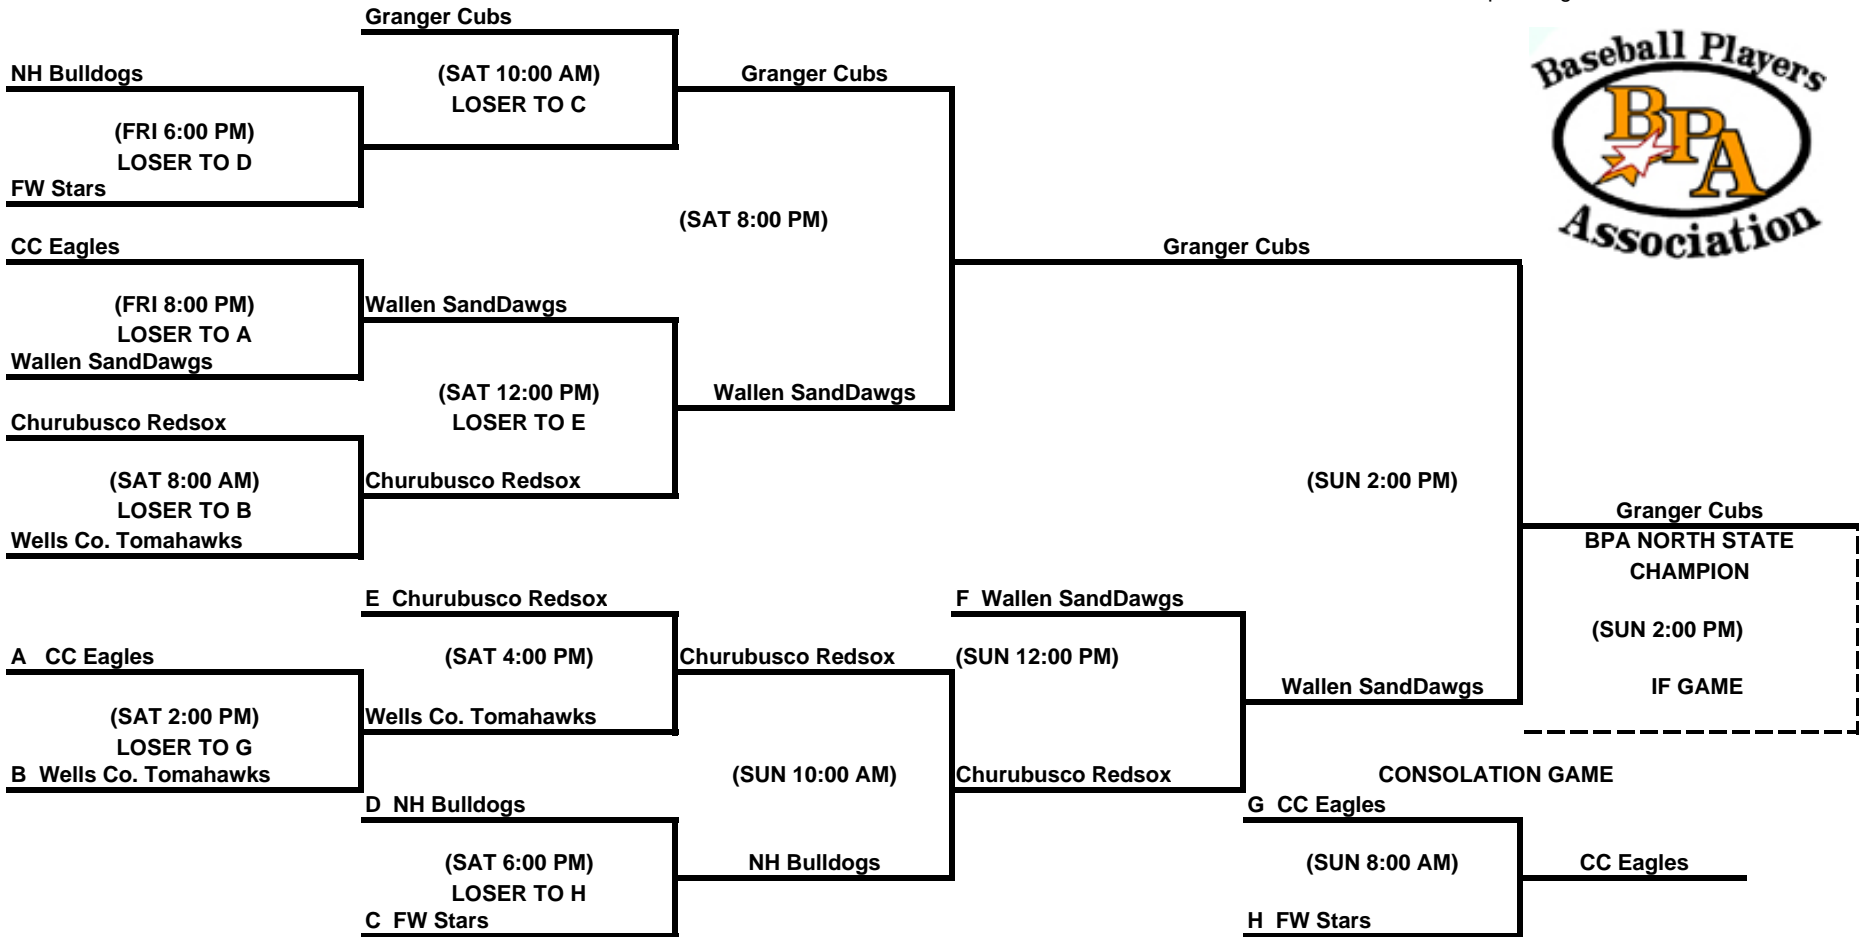 Granger Cubs
NH Bulldogs
(SAT 10:00 AM)
LOSER TO C
Granger Cubs
(FRI 6:00 PM)
LOSER TO D
FW Stars
(SAT 8:00 PM)
CC Eagles
Granger Cubs
(FRI 8:00 PM)
LOSER TO A
Wallen SandDawgs
Wallen SandDawgs
(SAT 12:00 PM)
LOSER TO E
Wallen SandDawgs
Churubusco Redsox
(SAT 8:00 AM)
LOSER TO B
Churubusco Redsox
(SUN 2:00 PM)
Wells Co. Tomahawks
Granger Cubs
BPA NORTH STATE
CHAMPION
(SUN 2:00 PM)
IF GAME
E Churubusco Redsox
F Wallen SandDawgs
A CC Eagles
(SAT 4:00 PM)
Churubusco Redsox
(SUN 12:00 PM)
Wallen SandDawgs
(SAT 2:00 PM)
LOSER TO G
Wells Co. Tomahawks
B Wells Co. Tomahawks
(SUN 10:00 AM)
Churubusco Redsox
CONSOLATION GAME
D NH Bulldogs
G CC Eagles
(SAT 6:00 PM)
LOSER TO H
NH Bulldogs
(SUN 8:00 AM)
CC Eagles
C FW Stars
H FW Stars
Baseball Players
BPA
Association